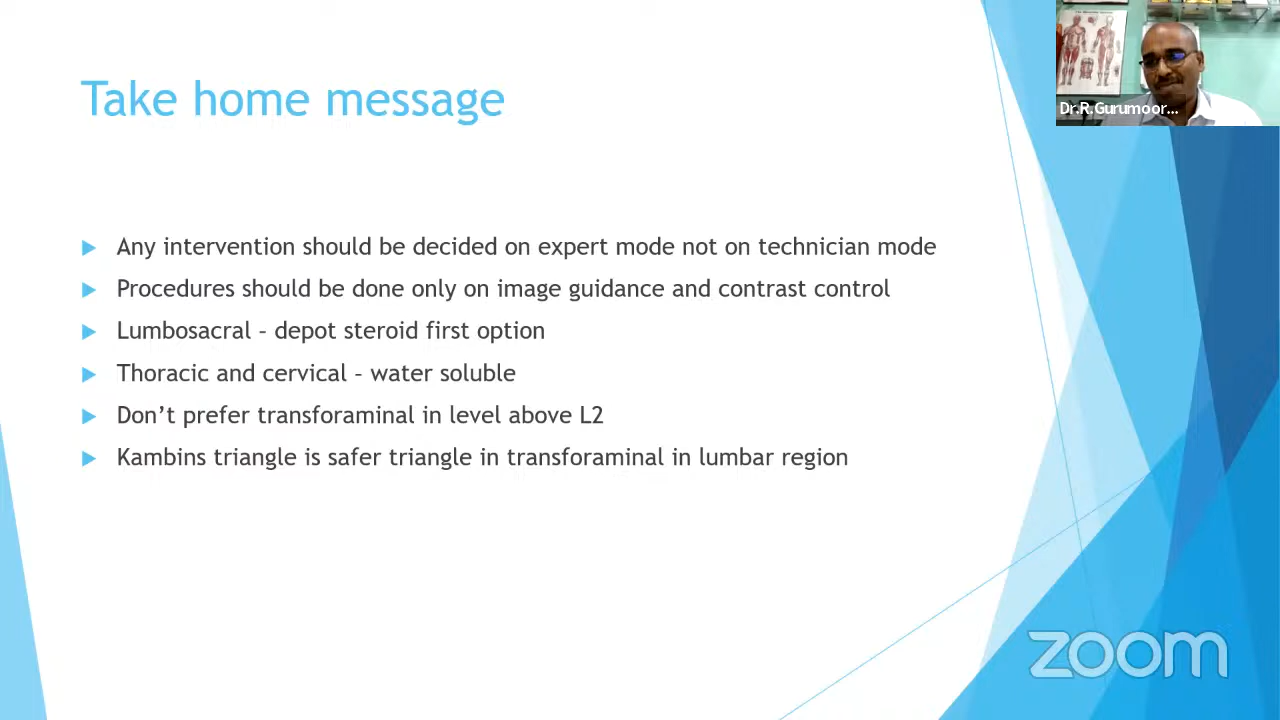 Take home message
Dr.R.Gurumoor...
Any intervention should be decided on expert mode not on technician mode
Procedures should be done only on image guidance and contrast control
Lumbosacral – depot steroid first option
Thoracic and cervical – water soluble
Don’t prefer transforaminal in level above L2
Kambins triangle is safer triangle in transforaminal in lumbar region
zoom